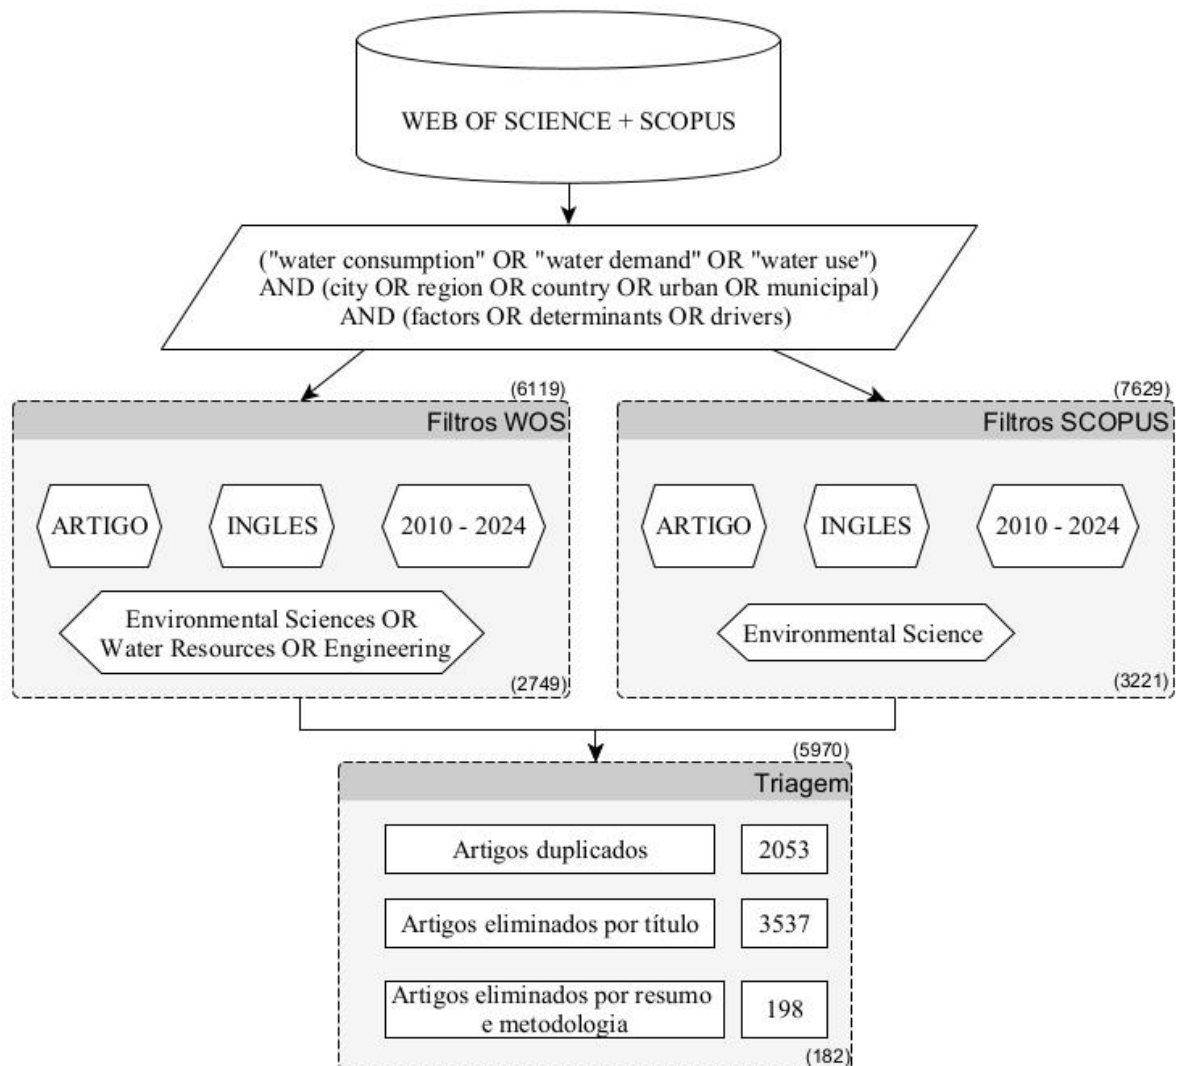 WEB OF SCIENCE + SCOPUS
("water consumption" OR "water demand" OR "water use")
AND (city OR region OR country OR urban OR municipal)
AND (factors OR determinants OR drivers)
(6119)
Filtros WOS
ARTIGO
INGLES
2010 - 2024
Environmental Sciences OR
Water Resources OR Engineering
(2749)
(7629)
Filtros SCOPUS
ARTIGO
INGLES
2010 - 2024
Environmental Science
(3221)
(5970)
Triagem
Artigos duplicados
2053
Artigos eliminados por título
3537
Artigos eliminados por resumo
e metodologia
198
(182)